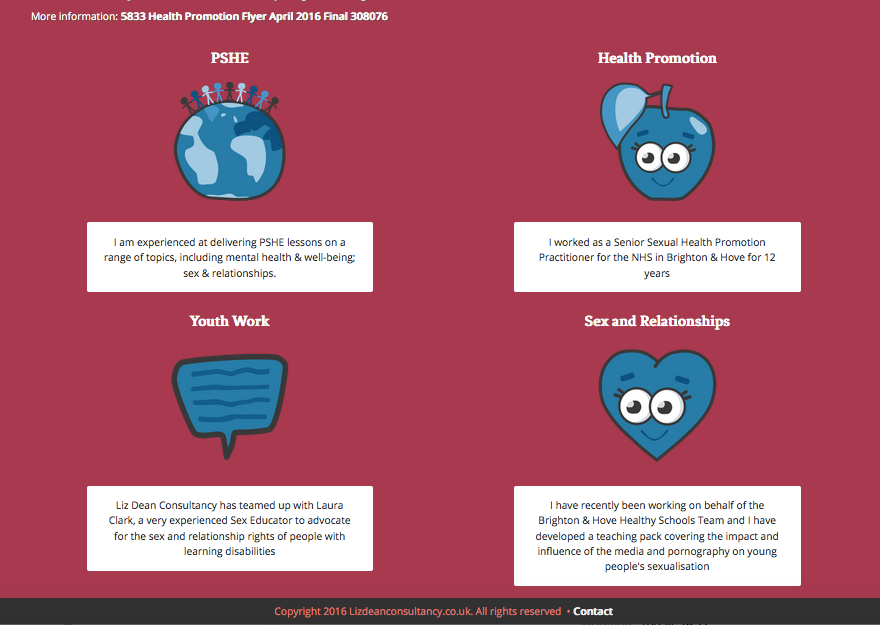 More information: 5833 Health Promotion Flyer April 2016 Final 308076
PSHE
I am experienced at delivering PSHE lessons on a
range of topics, including mental health & well-being;
sex & relationships.
Health Promotion
I worked as a Senior Sexual Health Promotion
Practitioner for the NHS in Brighton & Hove for 12
years
Youth Work
Liz Dean Consultancy has teamed up with Laura
Clark, a very experienced Sex Educator to advocate
for the sex and relationship rights of people with
learning disabilities
Sex and Relationships
I have recently been working on behalf of the
Brighton & Hove Healthy Schools Team and I have
developed a teaching pack covering the impact and
influence of the media and pornography on young
people's sexualisation
Copyright 2016 Lizdeanconsultancy.co.uk. All rights reserved • Contact